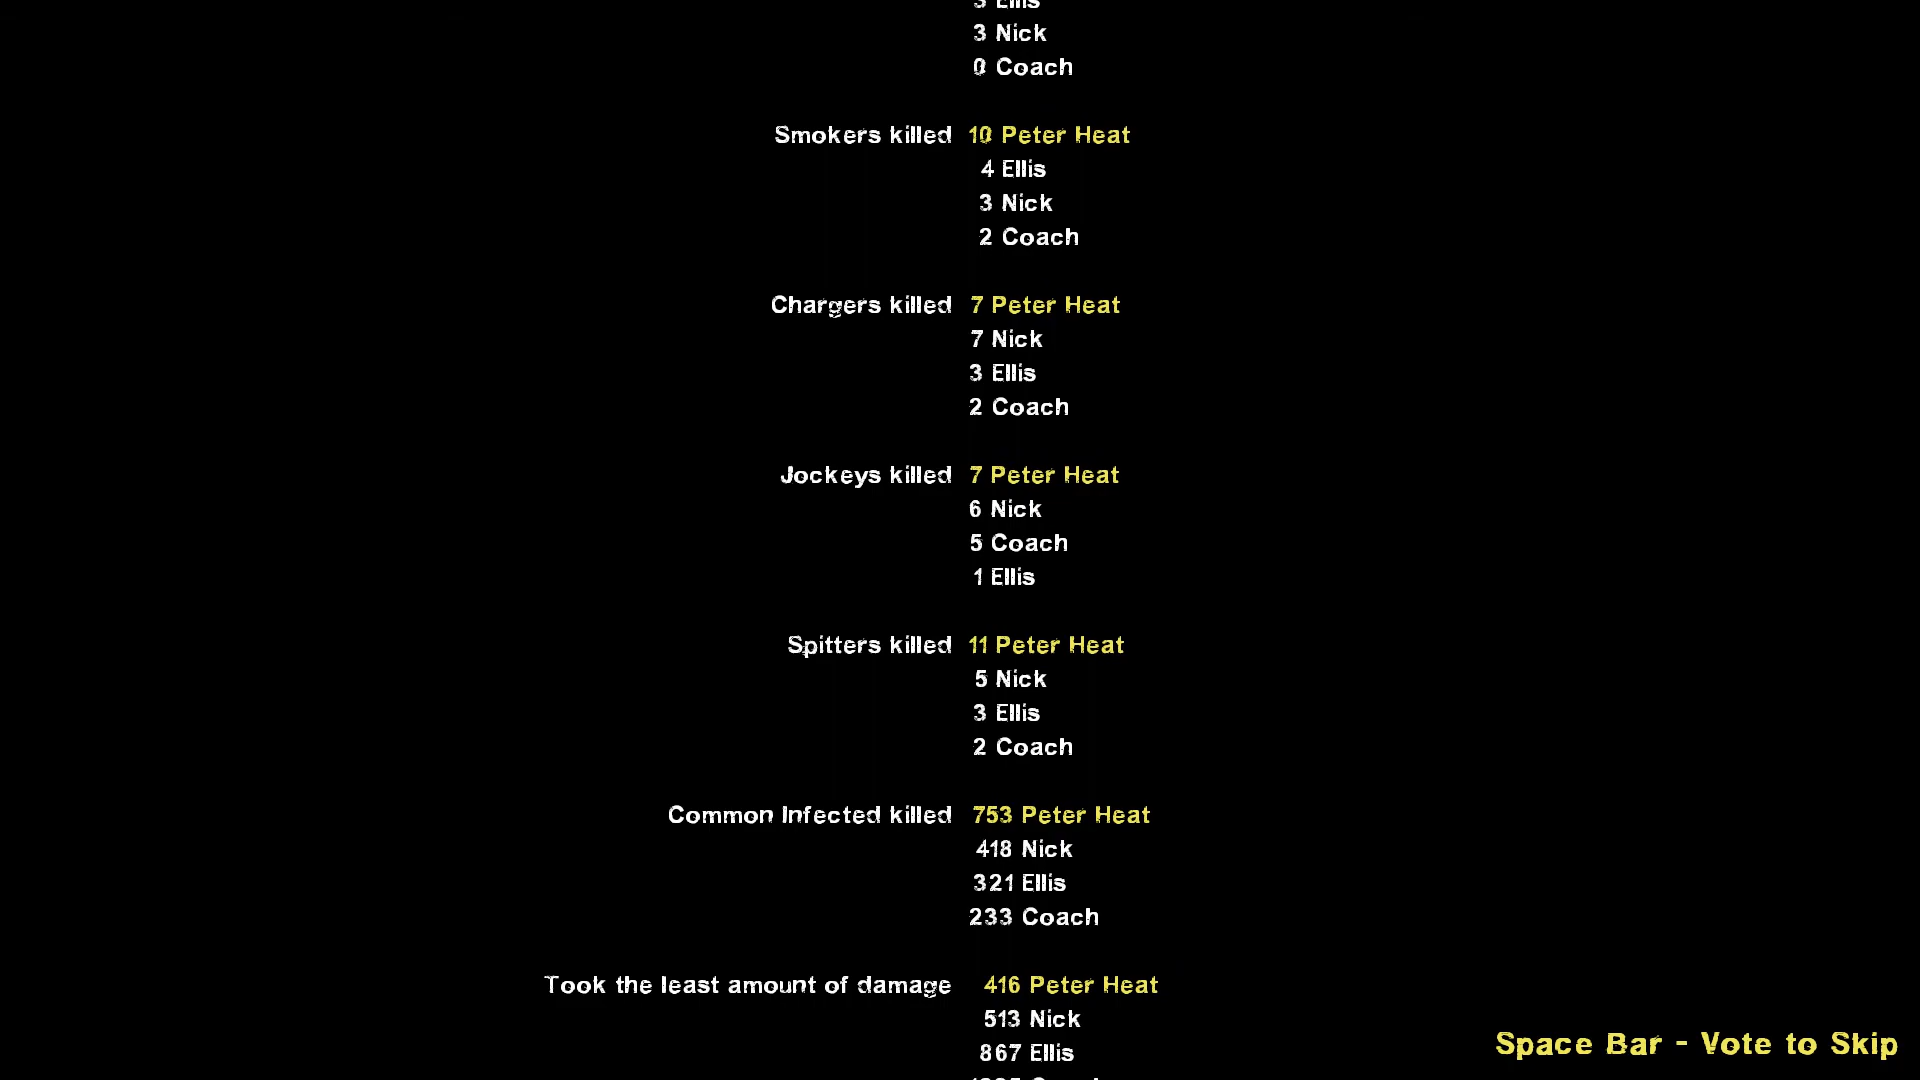 3 Ellis
3 Nick
0 Coach
Smokers killed 10 Peter Heat
4 Ellis
3 Nick
2 Coach
Chargers killed 7 Peter Heat
7 Nick
3 Ellis
2 Coach
Jockeys killed 7 Peter Heat
6 Nick
5 Coach
1 Ellis
Spitters killed 11 Peter Heat
5 Nick
3 Ellis
2 Coach
Common Infected killed 753 Peter Heat
418 Nick
321 Ellis
233 Coach
Took the least amount of damage 416 Peter Heat
513 Nick
867 Ellis
Space Bar - Vote to Skip